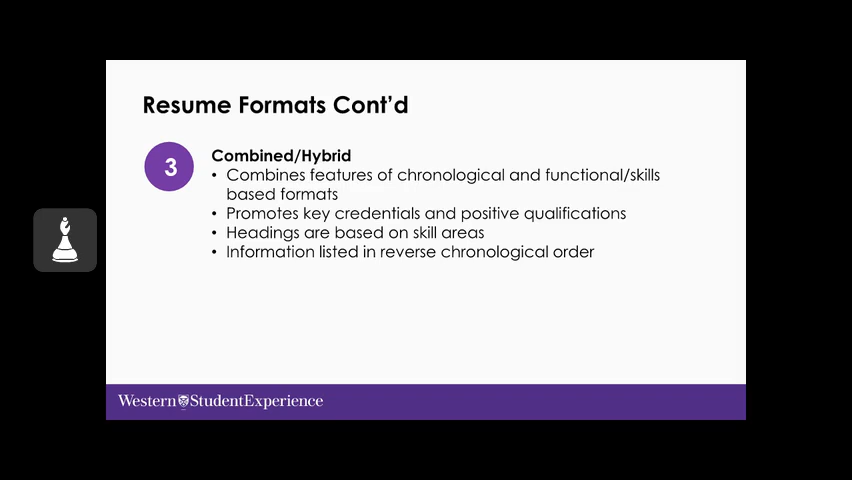 Resume Formats Cont'd
3
Combined/Hybrid
• Combines features of chronological and functional/skills
based formats
• Promotes key credentials and positive qualifications
• Headings are based on skill areas
• Information listed in reverse chronological order
Western StudentExperience